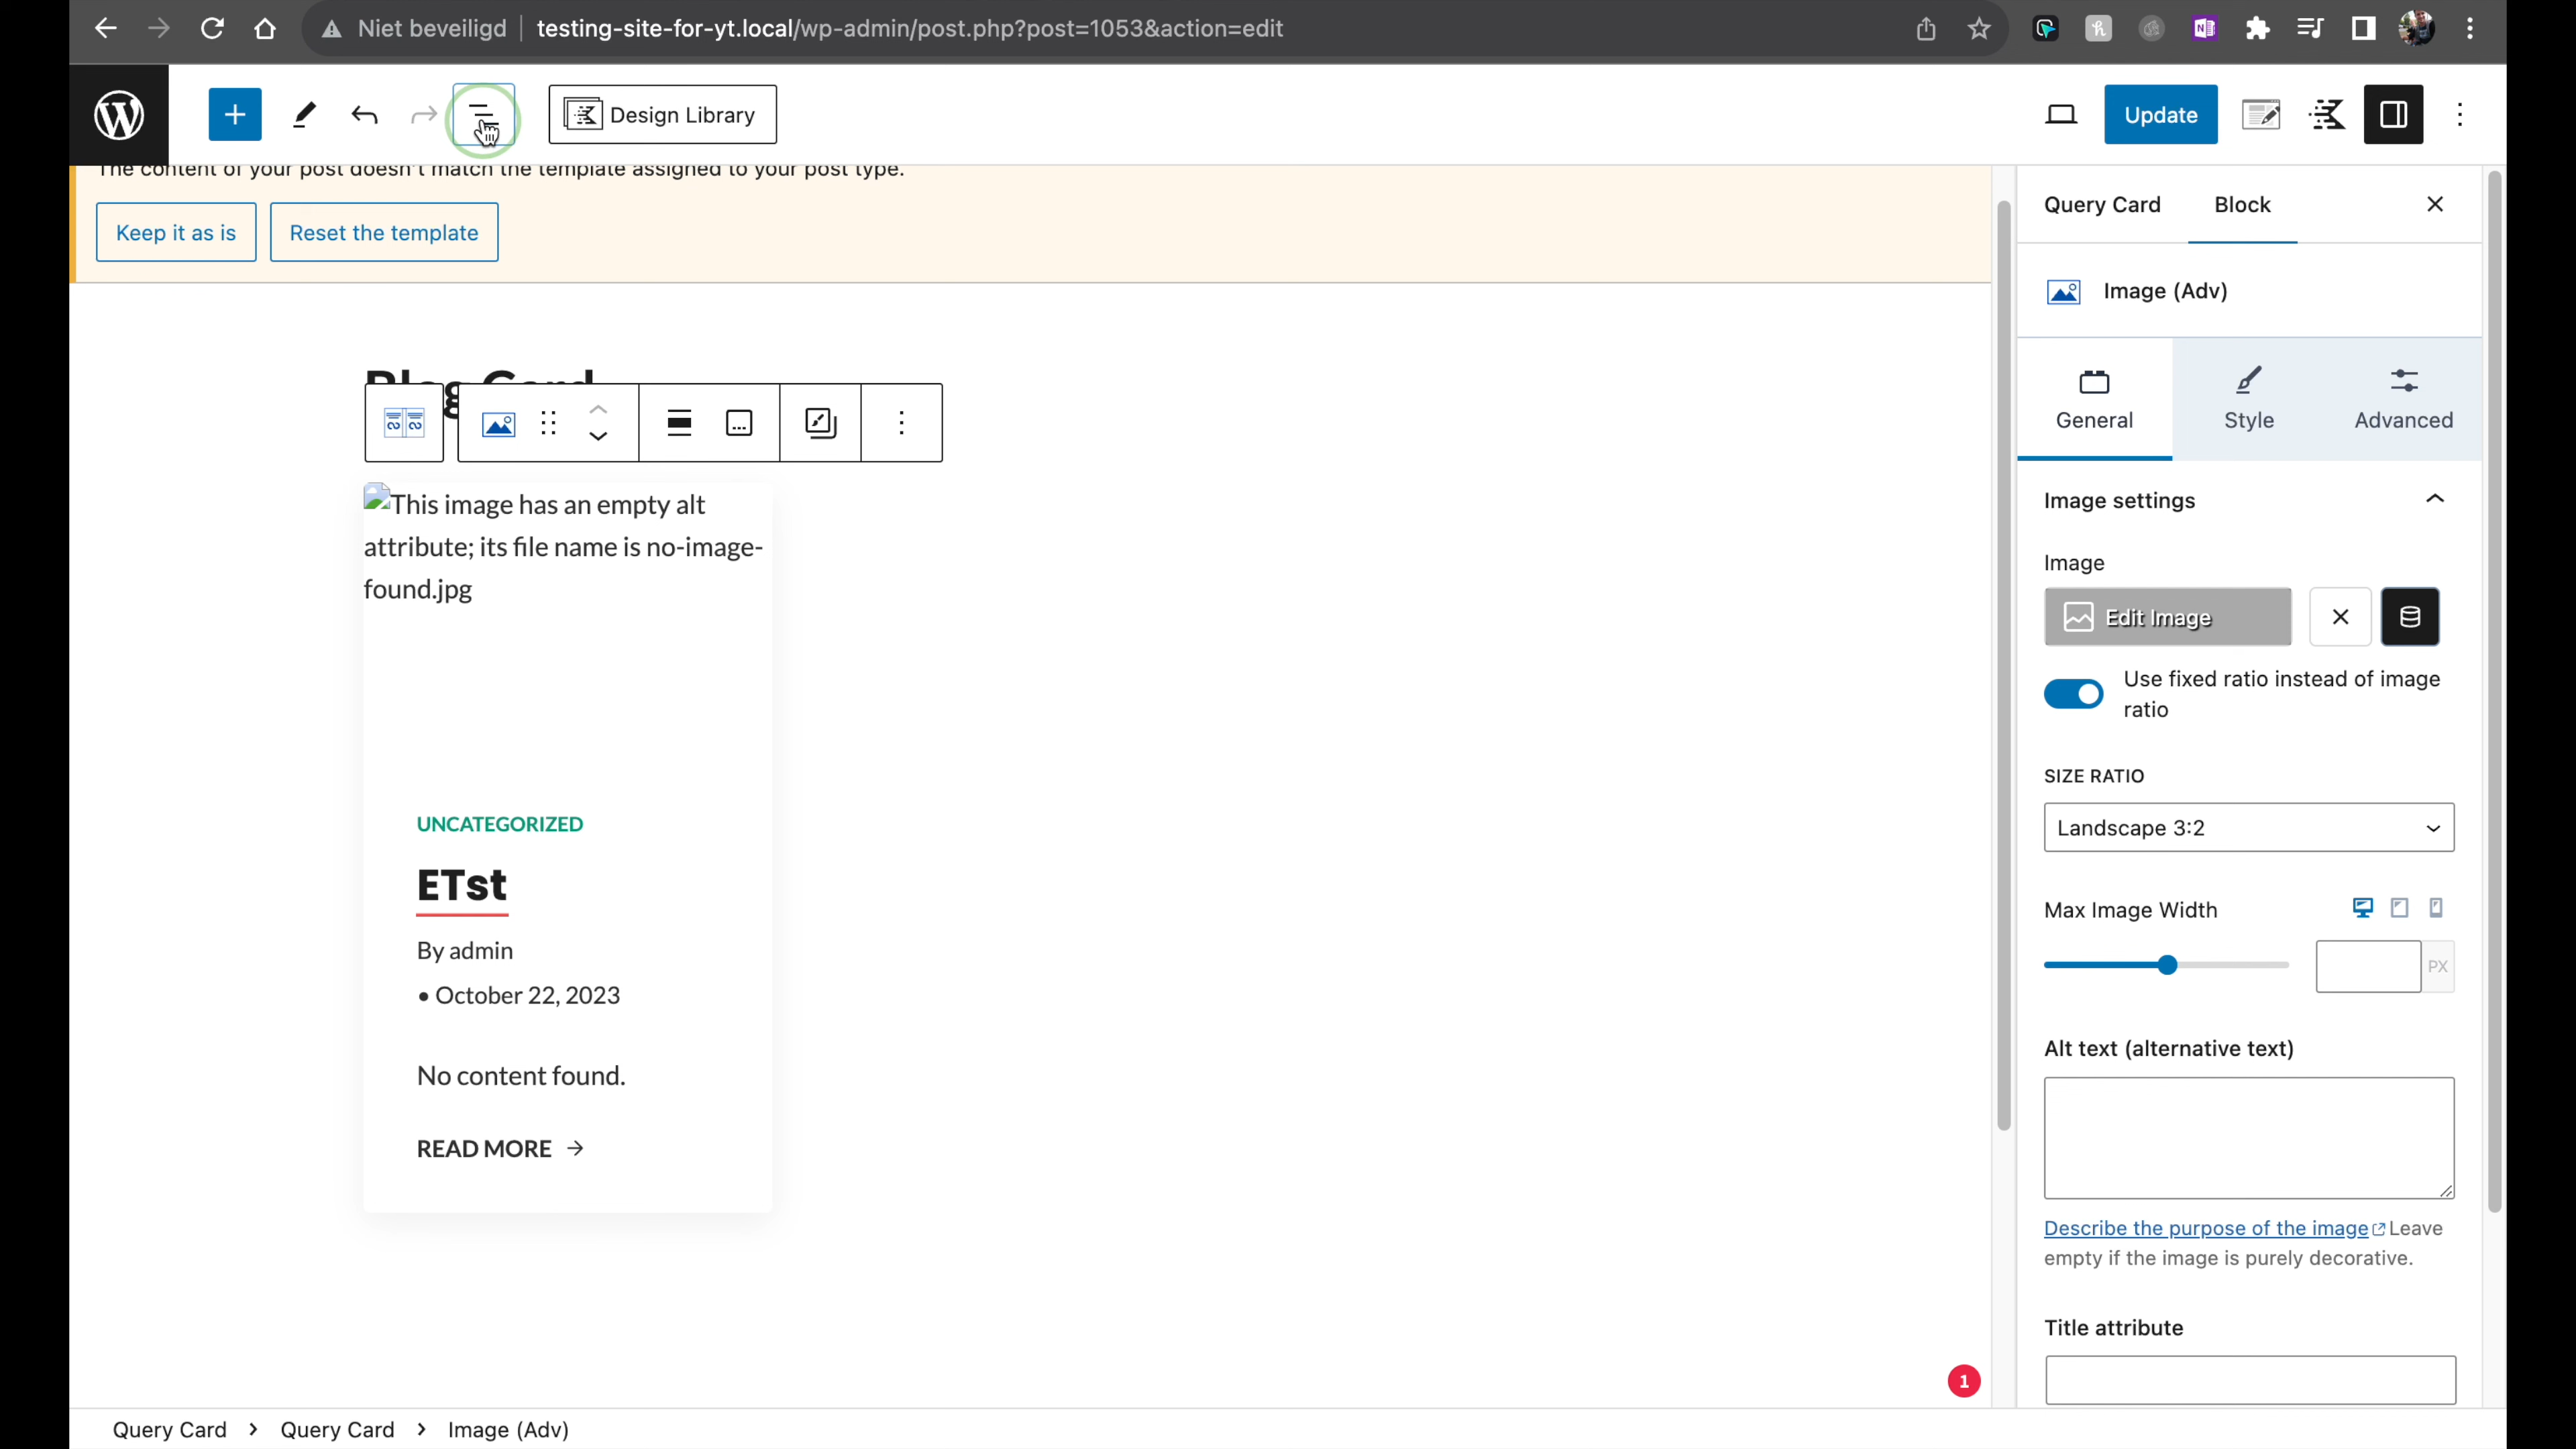 Niet beveiligd testing-site-for-yt.local/wp-admin/post.php?post=1053&action=edit
Design Library
Update
The content of your post doesn't match the template assigned to your post type.
Keep it as is
Reset the template
Blog Card
This image has an empty alt
attribute; its file name is no-image-
found.jpg
UNCATEGORIZED
ETst
By admin
• October 22, 2023
No content found.
READ MORE →
Query Card
Block
Image (Adv)
General
Style
Advanced
Image settings
Image
Edit Image
Use fixed ratio instead of image
ratio
SIZE RATIO
Landscape 3:2
Max Image Width
PX
Alt text (alternative text)
Describe the purpose of the image Leave
empty if the image is purely decorative.
Title attribute
1
Query Card › Query Card › Image (Adv)